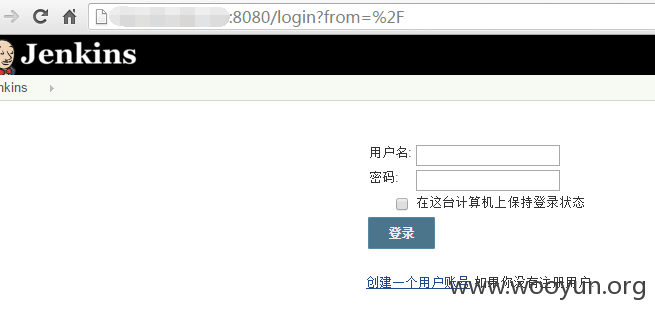 :8080/login?from=%2F
Jenkins
nkins
用户名:
密码:
在这台计算机上保持登录状态
登录
创建一个用户账号 如果你没有注册用户
www.wooyun.org